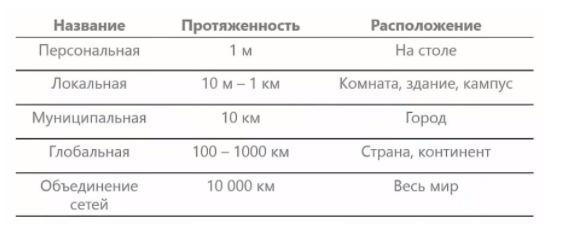 Название Протяженность Расположение
Персональная 1 м На столе
Локальная 10 м – 1 км Комната, здание, кампус
Муниципальная 10 км Город
Глобальная 100 – 1000 км Страна, континент
Объединение сетей 10 000 км Весь мир